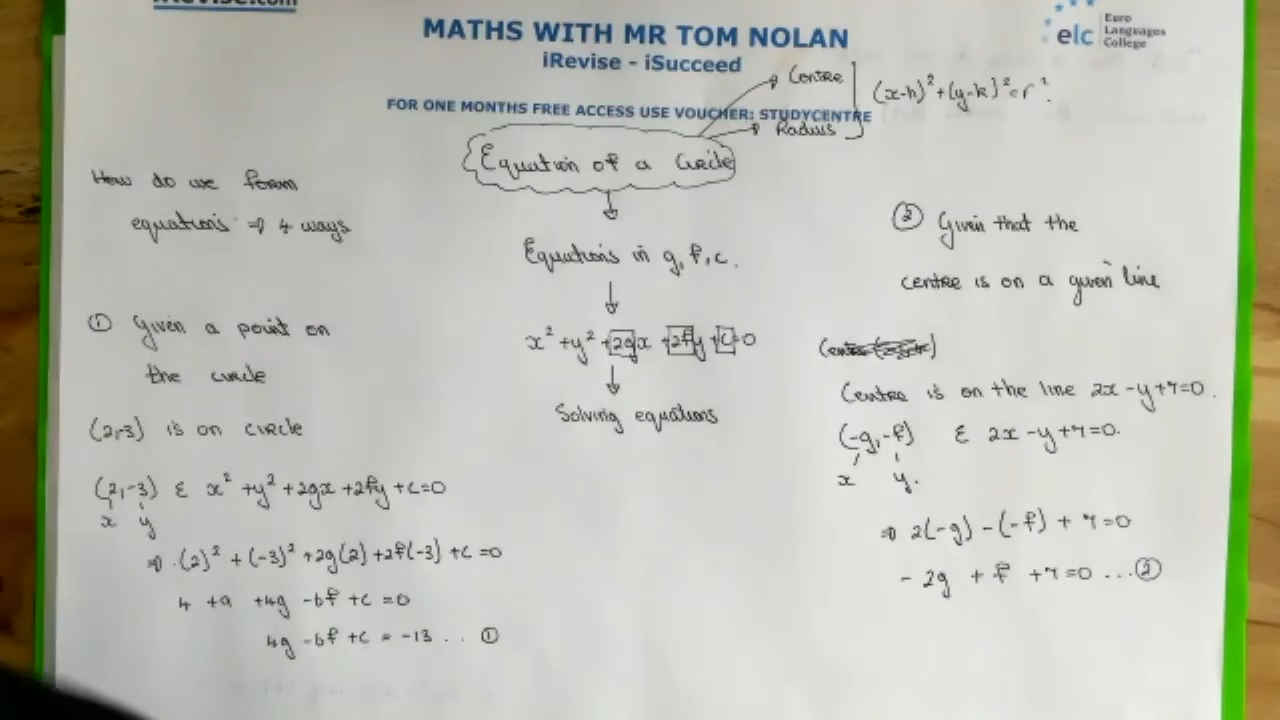 iRevise.com
MATHS WITH MR TOM NOLAN
iRevise - iSucceed
FOR ONE MONTHS FREE ACCESS USE VOUCHER: STUDYCENTRE
elc
Euro
Languages
College
Centre
Radius
(x-h)² + (y-k)² = r².
Equation of a Circle
Equations in g, f, c.
x² + y² + 2gx + 2fy + c = 0
Solving equations
How do we form
equations ⇒ 4 ways
① Given a point on
the circle
(2,-3) is on circle
(2,-3) ε x² + y² + 2gx + 2fy + c = 0
x y
⇒ (2)² + (-3)² + 2g(2) + 2f(-3) + c = 0
4 + 9 + 4g - 6f + c = 0
4g - 6f + c = -13 ... ①
② Given that the
centre is on a given line
Centre is on the line 2x - y + 7 = 0.
(-g, -f) ε 2x - y + 7 = 0.
x y.
⇒ 2(-g) - (-f) + 7 = 0
- 2g + f + 7 = 0 ... ②